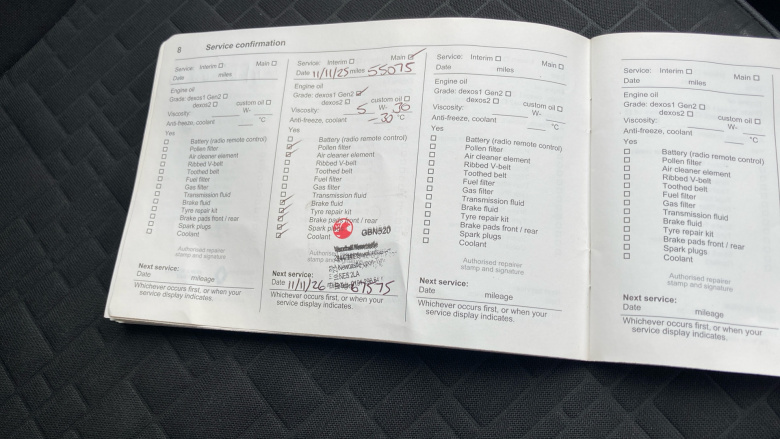 8 Service confirmation
Service: Interim ☐ Main ☐
Date miles
Engine oil
Grade: dexos1 Gen2 ☐
dexos2 ☐ custom oil ☐
Viscosity: W-
Anti-freeze, coolant °C
Yes
☐ Battery (radio remote control)
☐ Pollen filter
☐ Air cleaner element
☐ Ribbed V-belt
☐ Toothed belt
☐ Fuel filter
☐ Gas filter
☐ Transmission fluid
☐ Brake fluid
☐ Tyre repair kit
☐ Brake pads front / rear
☐ Spark plugs
☐ Coolant
Authorised repairer
stamp and signature
Next service:
Date mileage
Whichever occurs first, or when your
service display indicates.
Service: Interim ☐ Main ☑
Date 11/11/25 miles 55075
Engine oil
Grade: dexos1 Gen2 ☑
dexos2 ☐ custom oil ☐
Viscosity: 5 W- 30
Anti-freeze, coolant -30 °C
Yes
Battery (radio remote control)
Pollen filter
Air cleaner element
Ribbed V-belt
Toothed belt
Fuel filter
Gas filter
Transmission fluid
Brake fluid
Tyre repair kit
Brake pads front / rear
Spark
Coolant
GBN520
Next service:
Date 11/11/26
Whichever occurs first, or when your
service display indicates.
Service: Interim ☐ Main ☐
Date miles
Engine oil
Grade: dexos1 Gen2 ☐
dexos2 ☐ custom oil ☐
Viscosity: W-
Anti-freeze, coolant °C
Yes
☐ Battery (radio remote control)
☐ Pollen filter
☐ Air cleaner element
☐ Ribbed V-belt
☐ Toothed belt
☐ Fuel filter
☐ Gas filter
☐ Transmission fluid
☐ Brake fluid
☐ Tyre repair kit
☐ Brake pads front / rear
☐ Spark plugs
☐ Coolant
Authorised repairer
stamp and signature
Next service:
Date mileage
Whichever occurs first, or when your
service display indicates.
Service: Interim ☐ Main ☐
Date miles
Engine oil
Grade: dexos1 Gen2 ☐
dexos2 ☐ custom oil ☐
Viscosity: W-
Anti-freeze, coolant °C
Yes
☐ Battery (radio remote control)
☐ Pollen filter
☐ Air cleaner element
☐ Ribbed V-belt
☐ Toothed belt
☐ Fuel filter
☐ Gas filter
☐ Transmission fluid
☐ Brake fluid
☐ Tyre repair kit
☐ Brake pads front / rear
☐ Spark plugs
☐ Coolant
Authorised repairer
stamp and signature
Next service:
Date mileage
Whichever occurs first, or when your
service display indicates.